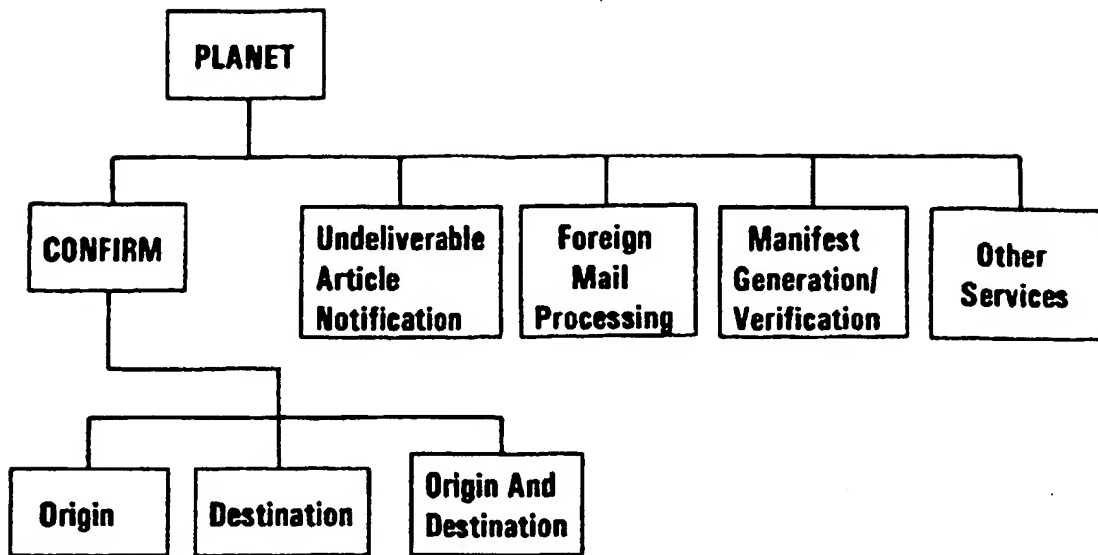 PLANET
CONFIRM
Undeliverable
Article
Notification
Foreign
Mail
Processing
Manifest
Generation/
Verification
Other
Services
Origin
Destination
Origin And
Destination